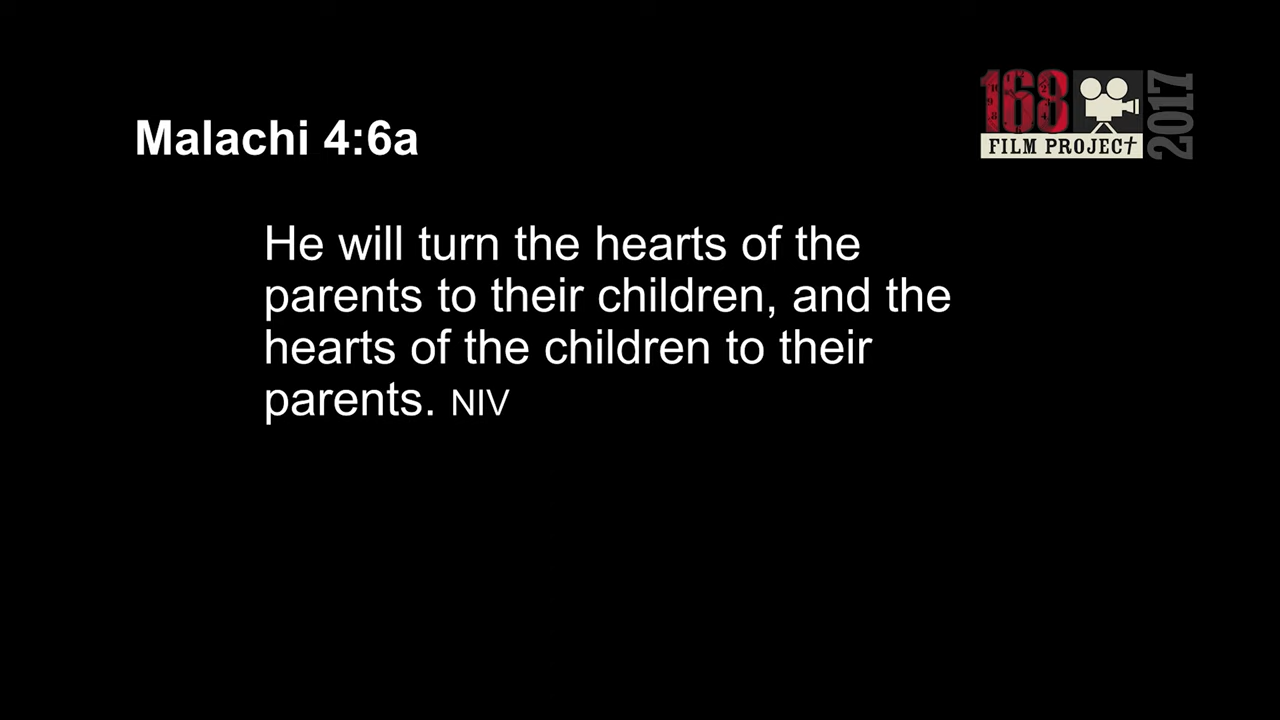 168
FILM PROJECT
2017
Malachi 4:6a
He will turn the hearts of the
parents to their children, and the
hearts of the children to their
parents. NIV